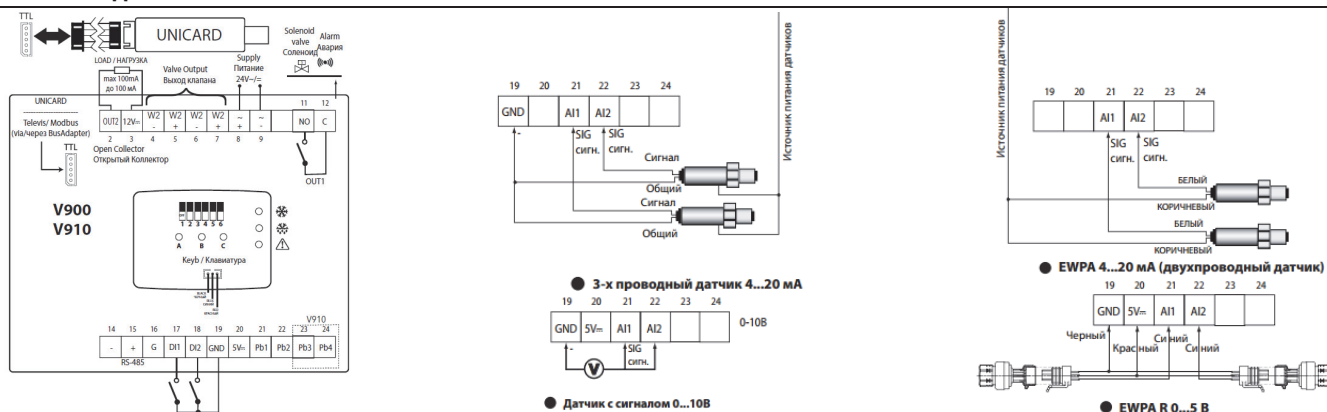 TTL
UNICARD
Solenoid
valve
Соленоид
Alarm
Авария
LOAD / НАГРУЗКА
max 100mA
до 100 мА
Valve Output
Выход клапана
Supply
Питание
24V~/=
UNICARD
Televis/ Modbus
(via/через BusAdapter)
TTL
11 12
OUT2 12V= W2 - W2 + W2 - W2 + ~ + ~ - NO C
2 3 4 5 6 7 8 9
Open Collector
Открытый Коллектор
OUT1
V900
V910
1 2 3 4 5 6
A B C
Keyb / Клавиатура
V910
14 15 16 17 18 19 20 21 22 23 24
- + G DI1 DI2 GND 5V= Pb1 Pb2 Pb3 Pb4
RS-485
Источник питания датчиков
19 20 21 22 23 24
GND AI1 AI2
-
SIG SIG
сигн. сигн.
Сигнал
Общий
Сигнал
Общий
● 3-х проводный датчик 4...20 мА
19 20 21 22 23 24
GND 5V= AI1 AI2
0-10В
-
SIG
сигн.
V
● Датчик с сигналом 0...10В
Источник питания датчиков
19 20 21 22 23 24
AI1 AI2
SIG SIG
сигн. сигн.
БЕЛЫЙ
КОРИЧНЕВЫЙ
БЕЛЫЙ
КОРИЧНЕВЫЙ
● EWPA 4...20 мА (двухпроводный датчик)
19 20 21 22 23 24
GND 5V= AI1 AI2
Черный
Красный
Синий
Синий
● EWPA R 0...5 В